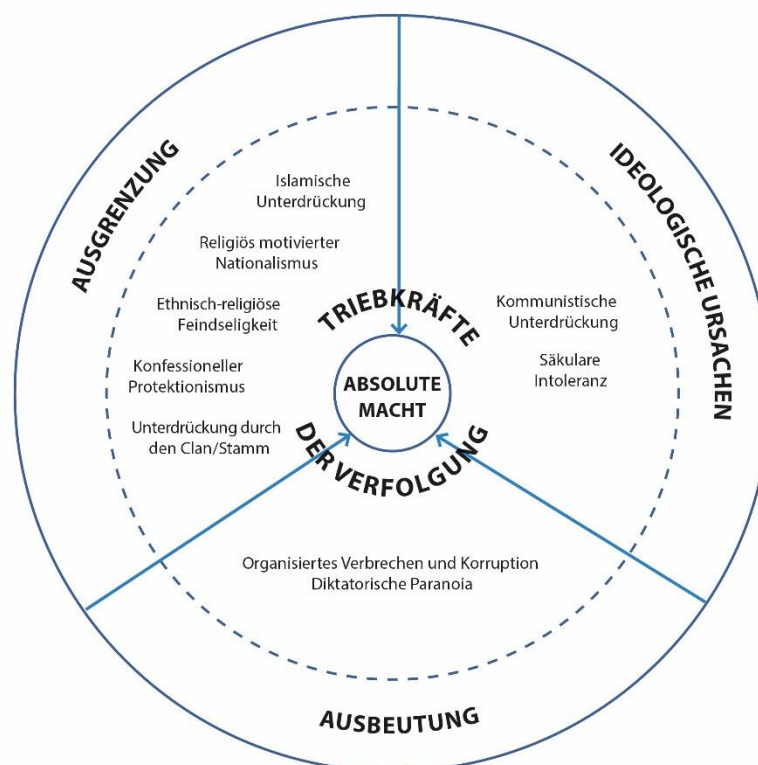 AUSGRENZUNG
Islamische
Unterdrückung
Religiös motivierter
Nationalismus
Ethnisch-religiöse
Feindseligkeit
Konfessioneller
Protektionismus
Unterdrückung durch
den Clan/Stamm
TRIEBKRÄFTE
ABSOLUTE
MACHT
DER VERFOLGUNG
IDEOLOGISCHE URSACHEN
Kommunistische
Unterdrückung
Säkulare
Intoleranz
Organisiertes Verbrechen und Korruption
Diktatorische Paranoia
AUSBEUTUNG